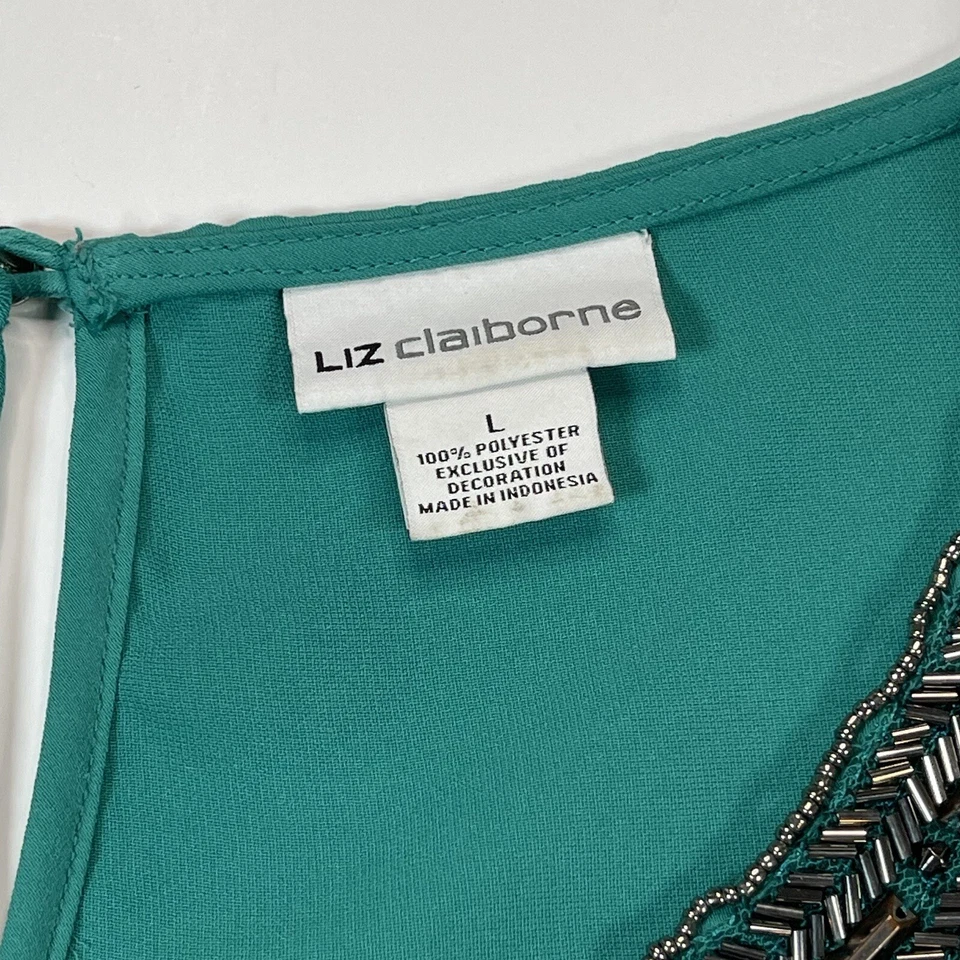 LIZ claiborne
L
100% POLYESTER
EXCLUSIVE OF
DECORATION
MADE IN INDONESIA